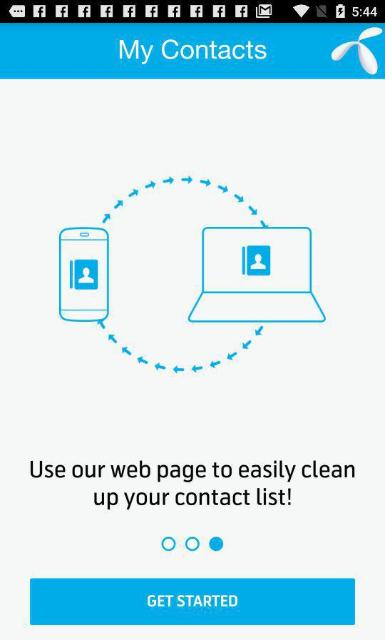 5:44
My Contacts
Use our web page to easily clean
up your contact list!
GET STARTED